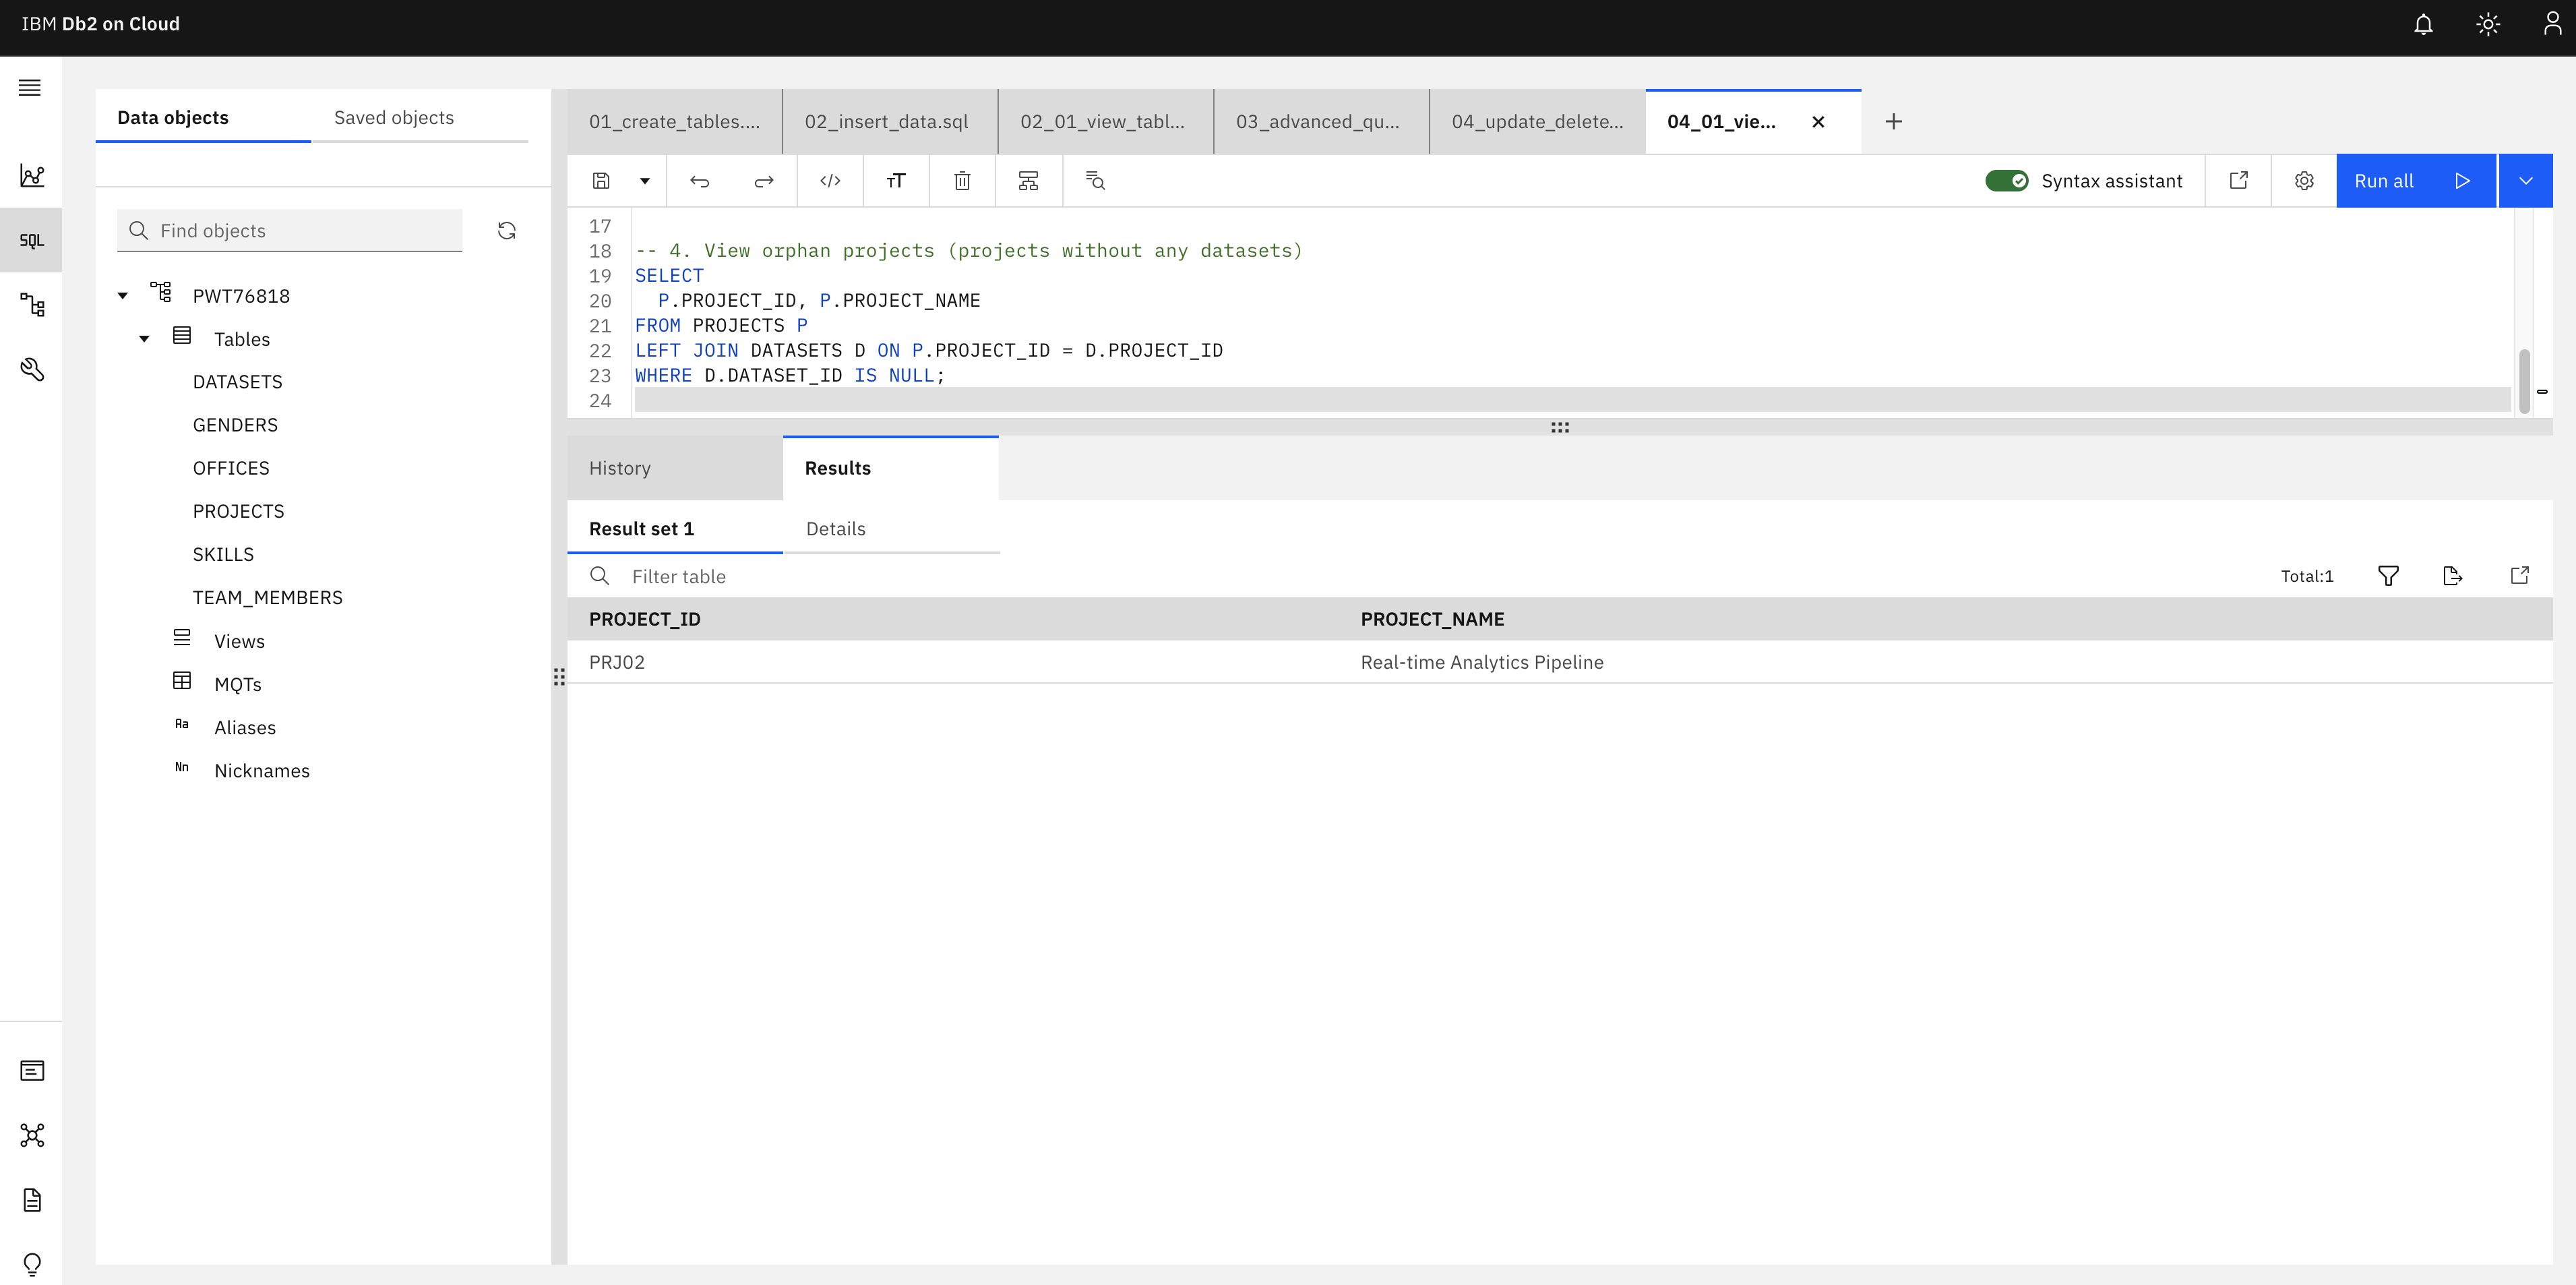 IBM Db2 on Cloud
SQL
Data objects
Saved objects
Find objects
PWT76818
Tables
DATASETS
GENDERS
OFFICES
PROJECTS
SKILLS
TEAM_MEMBERS
Views
MQTs
Aa Aliases
Nn Nicknames
01_create_tables....
02_insert_data.sql
02_01_view_tabl...
03_advanced_qu...
04_update_delete...
04_01_vie...
Syntax assistant
Run all
17
18 -- 4. View orphan projects (projects without any datasets)
19 SELECT
20 P.PROJECT_ID, P.PROJECT_NAME
21 FROM PROJECTS P
22 LEFT JOIN DATASETS D ON P.PROJECT_ID = D.PROJECT_ID
23 WHERE D.DATASET_ID IS NULL;
24
History
Results
Result set 1
Details
Filter table
Total:1
PROJECT_ID PROJECT_NAME
PRJ02 Real-time Analytics Pipeline